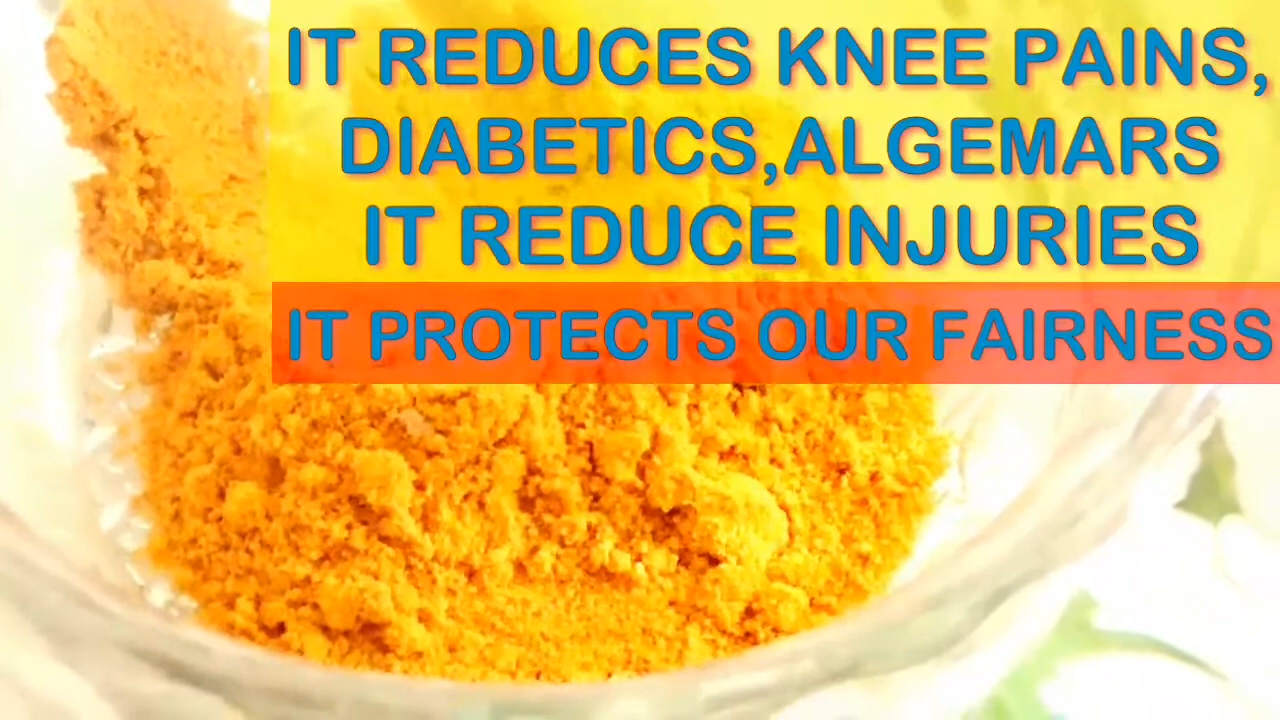 IT REDUCES KNEE PAINS,
DIABETICS,ALGEMARS
IT REDUCE INJURIES
IT PROTECTS OUR FAIRNESS